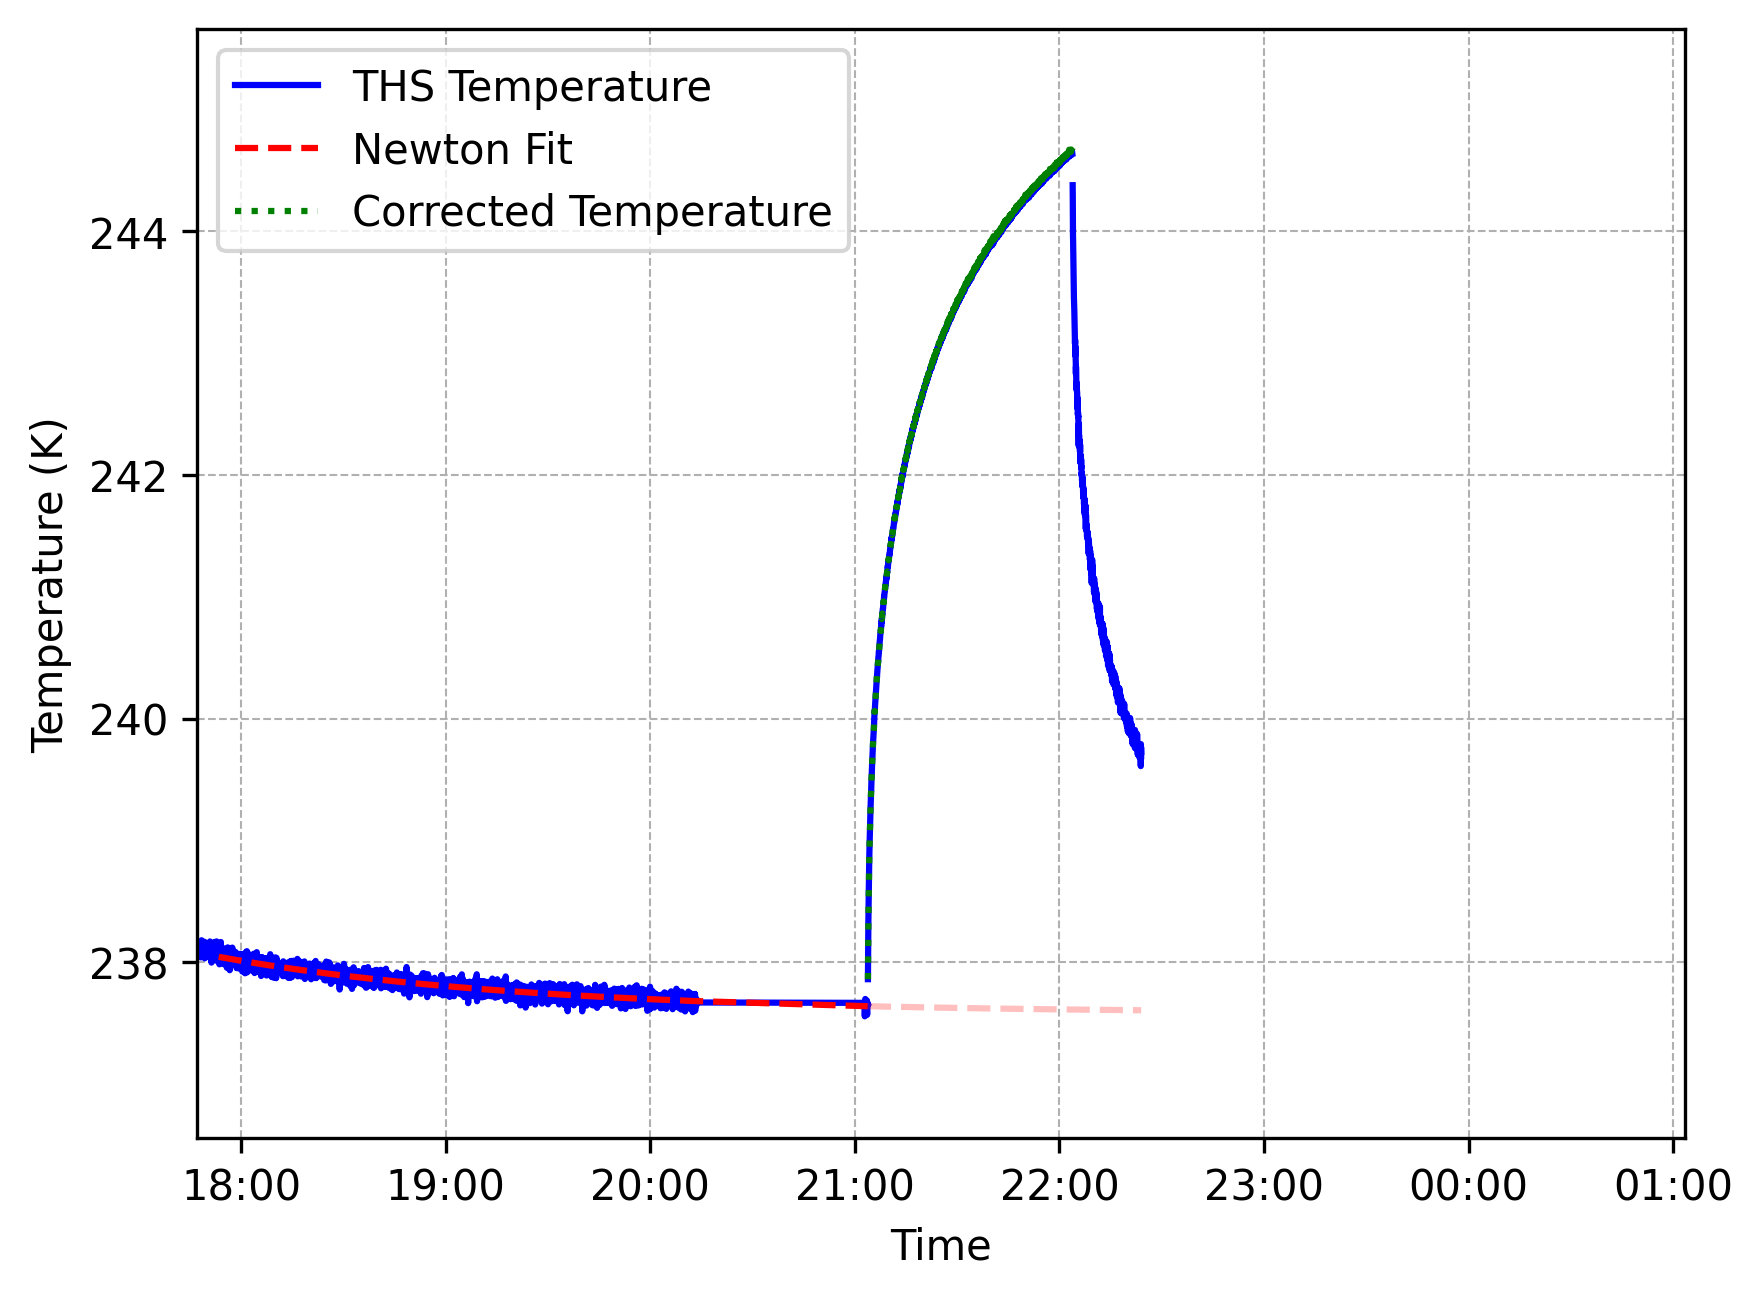 THS Temperature
Newton Fit
Corrected Temperature
244
242
240
238
Temperature (K)
18:00 19:00 20:00 21:00 22:00 23:00 00:00 01:00
Time